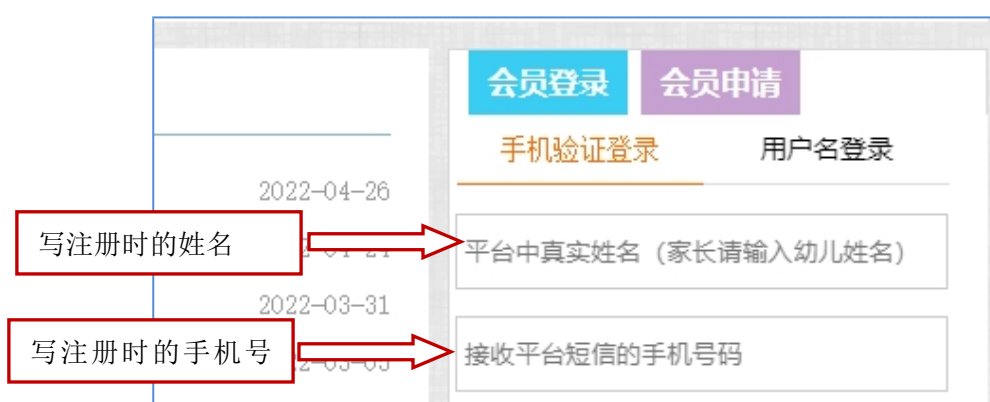 会员登录 会员申请
手机验证登录 用户名登录
2022-04-26
写注册时的姓名
平台中真实姓名（家长请输入幼儿姓名）
2022-03-31
写注册时的手机号
接收平台短信的手机号码